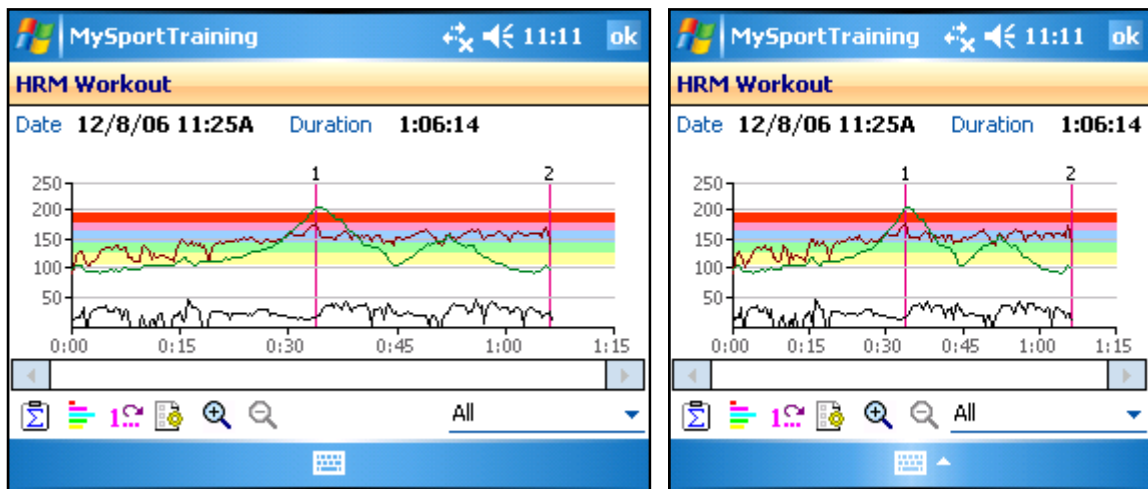 MySportTraining 11:11 ok
HRM Workout
Date 12/8/06 11:25A Duration 1:06:14
1 2
250
200
150
100
50
0:00 0:15 0:30 0:45 1:00 1:15
1... All
MySportTraining 11:11 ok
HRM Workout
Date 12/8/06 11:25A Duration 1:06:14
1 2
250
200
150
100
50
0:00 0:15 0:30 0:45 1:00 1:15
1... All